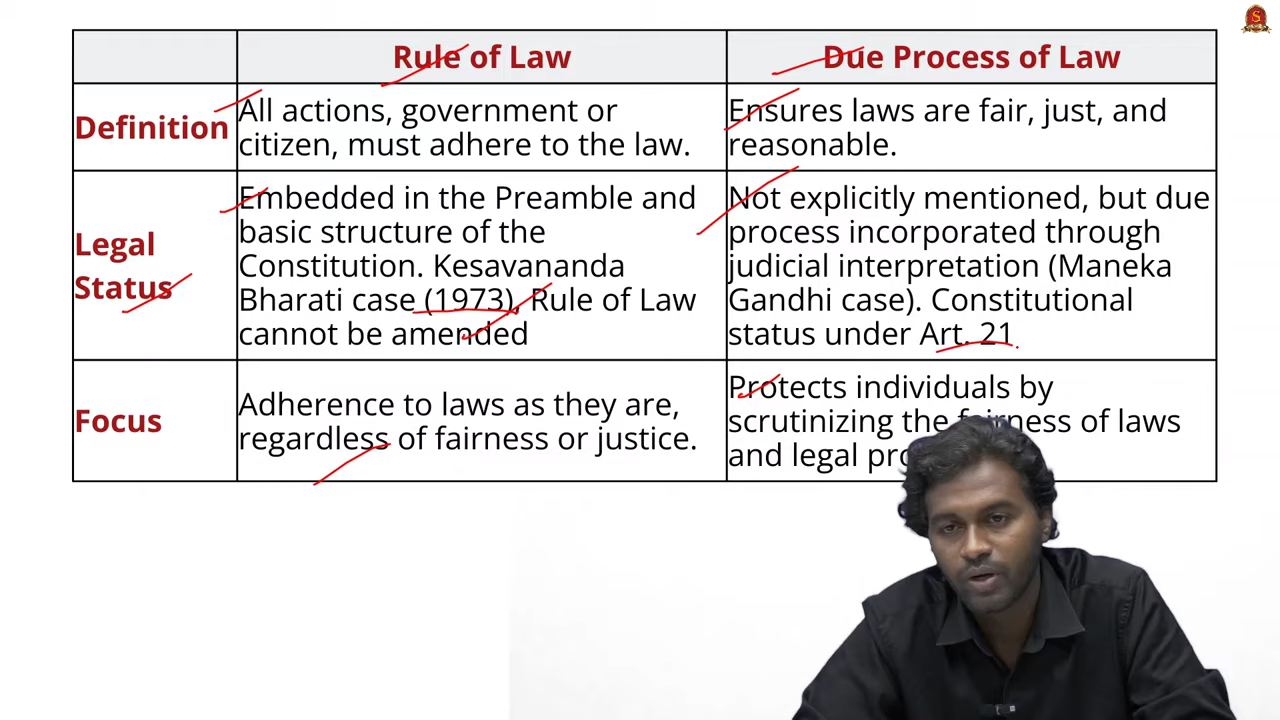 Rule of Law
Due Process of Law
Definition
All actions, government or
citizen, must adhere to the law.
Ensures laws are fair, just, and
reasonable.
Legal
Status
Embedded in the Preamble and
basic structure of the
Constitution. Kesavananda
Bharati case (1973), Rule of Law
cannot be amended
Not explicitly mentioned, but due
process incorporated through
judicial interpretation (Maneka
Gandhi case). Constitutional
status under Art. 21.
Focus
Adherence to laws as they are,
regardless of fairness or justice.
Protects individuals by
scrutinizing the fairness of laws
and legal